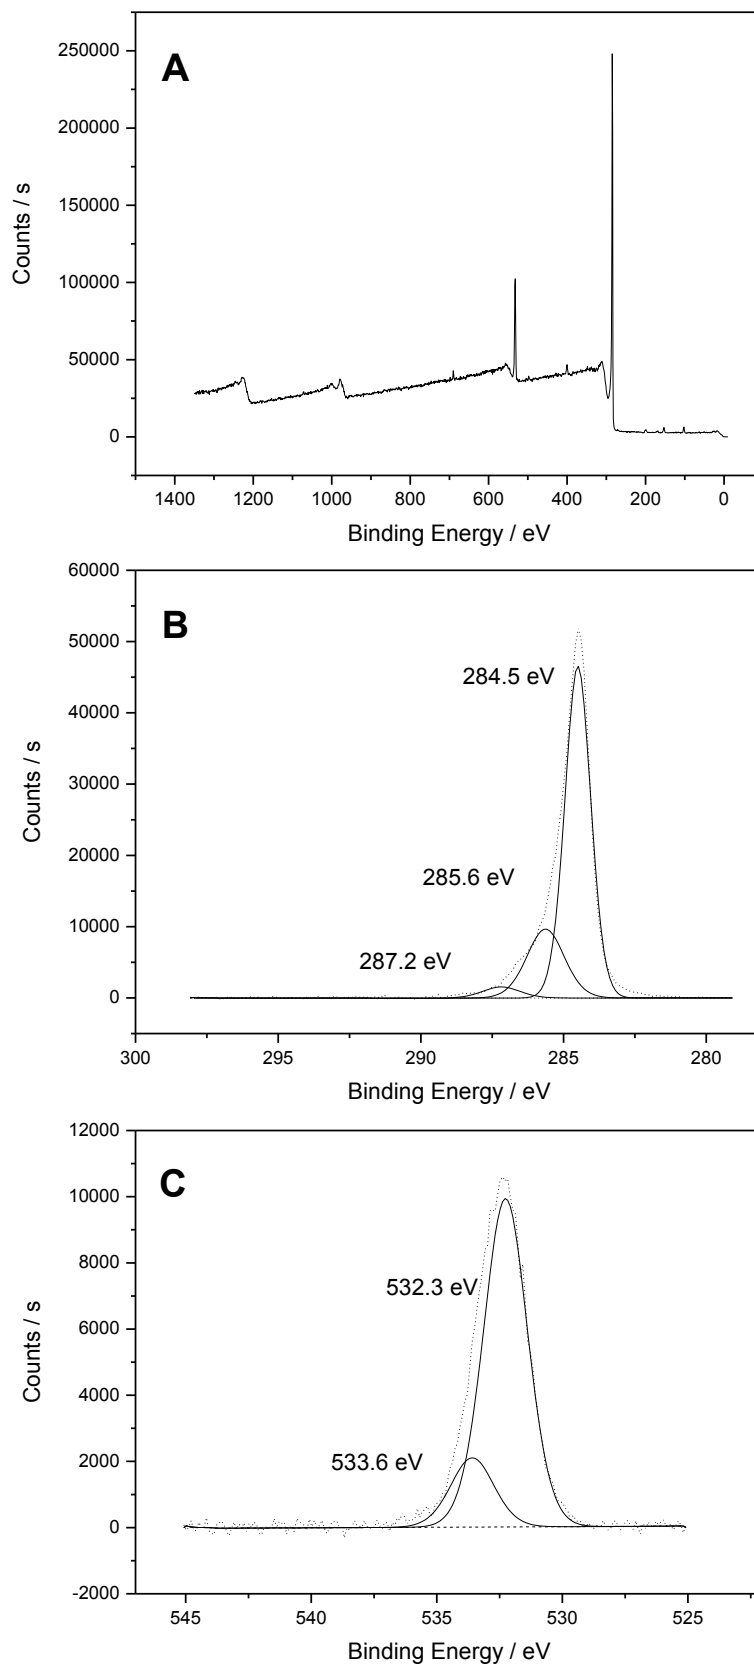 A
250000
200000
150000
100000
50000
0
Counts / s
1400 1200 1000 800 600 400 200 0
Binding Energy / eV
B
60000
50000
40000
30000
20000
10000
0
Counts / s
284.5 eV
285.6 eV
287.2 eV
300 295 290 285 280
Binding Energy / eV
C
12000
10000
8000
6000
4000
2000
0
-2000
Counts / s
532.3 eV
533.6 eV
545 540 535 530 525
Binding Energy / eV